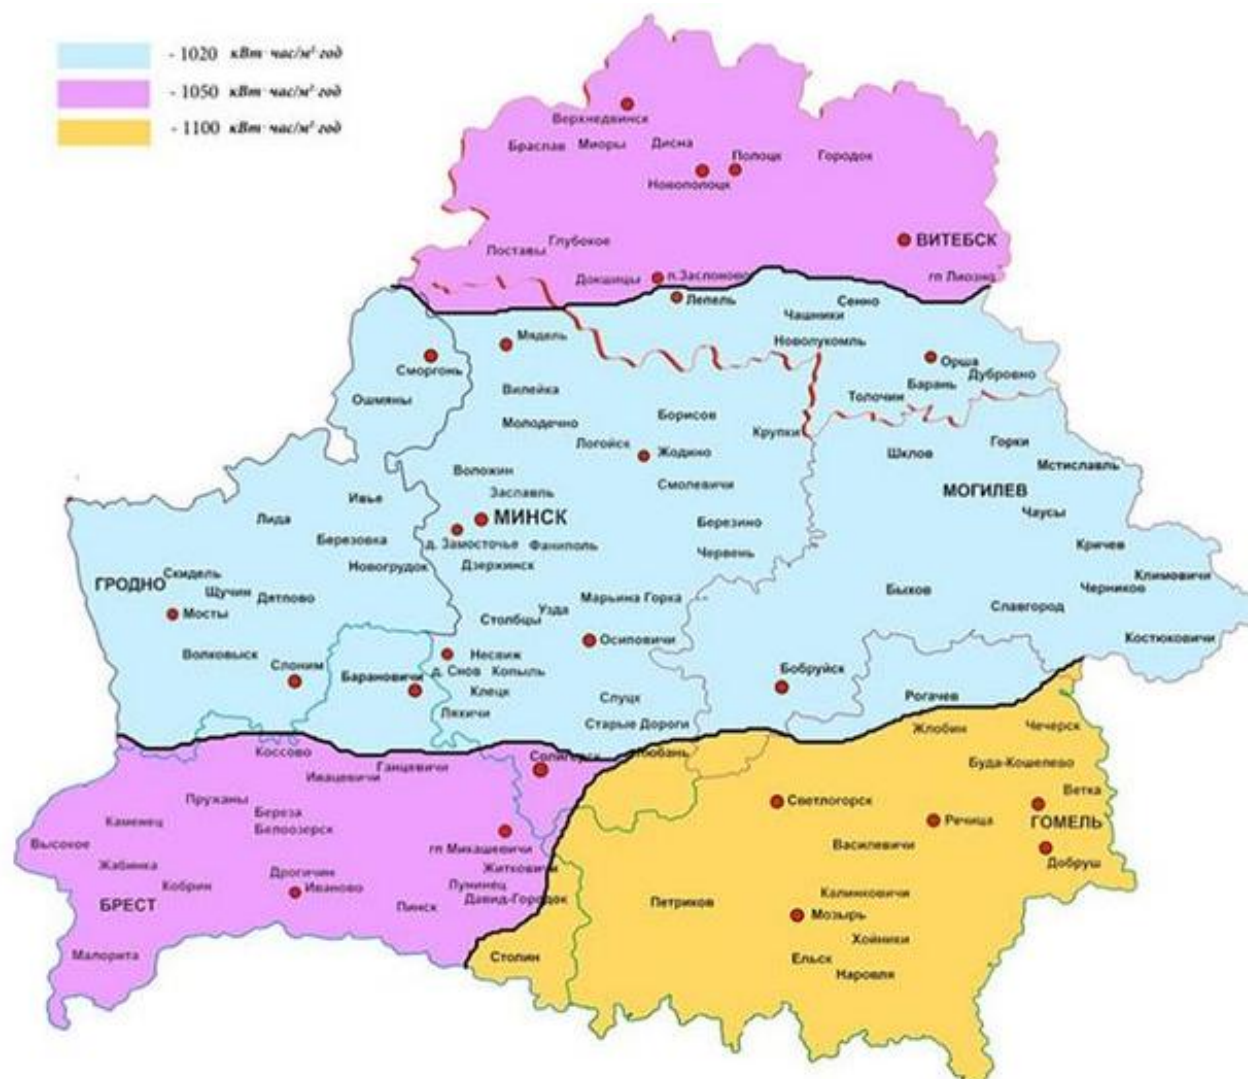 - 1020 кВт·час/м²·год
- 1050 кВт·час/м²·год
- 1100 кВт·час/м²·год
Верхнедвинск
Браслав Миоры Дисна Полоцк Городок
Новополоцк
ВИТЕБСК
Поставы Глубокое
Докшицы п.Заслоново гп Лиозно
Лепель Сенно
Чашники
Мядель Новолукомль
Сморгонь Орша
Барань Дубровно
Ошмяны Вилейка Толочин
Молодечно Борисов
Логойск Крупки Горки
Жодино Шклов
Воложин Мстиславль
Смолевичи
Ивье Заславль МОГИЛЕВ
Лида МИНСК Чаусы
Березино
Березовка д. Замосточье Фаниполь Кричев
Червень
Новогрудок Дзержинск
ГРОДНО Скидель Климовичи
Щучин Дятлово Быхов Черников
Мосты Узда Марьина Горка
Столбцы Славгород
Осиповичи Костюковичи
Волковыск Несвиж
Слоним Барановичи д. Снов Копыль Бобруйск
Клецк Слуцк Рогачев
Ляхичи
Старые Дороги Жлобин Чечерск
Коссово Ганцевичи Солигорск Любань
Ивацевичи Буда-Кошелево
Пружаны Светлогорск Ветка
Каменец Береза Речица ГОМЕЛЬ
Белоозерск
Высокое гп Микашевичи Василевичи
Жабинка Дрогичин Житковичи Добруш
Кобрин Иваново Лунинец Калинковичи
БРЕСТ Пинск Давид-Городок Петриков
Мозырь
Малорита Столин Хойники
Ельск
Наровля